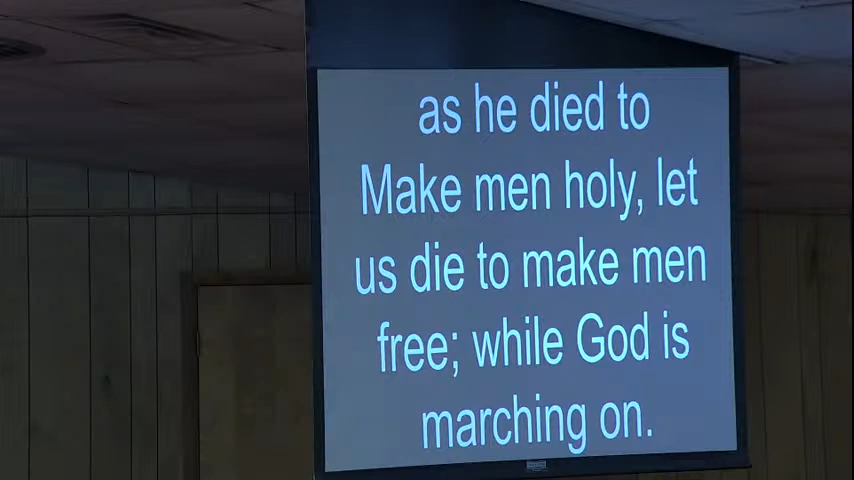 as he died to
Make men holy, let
us die to make men
free; while God is
marching on.